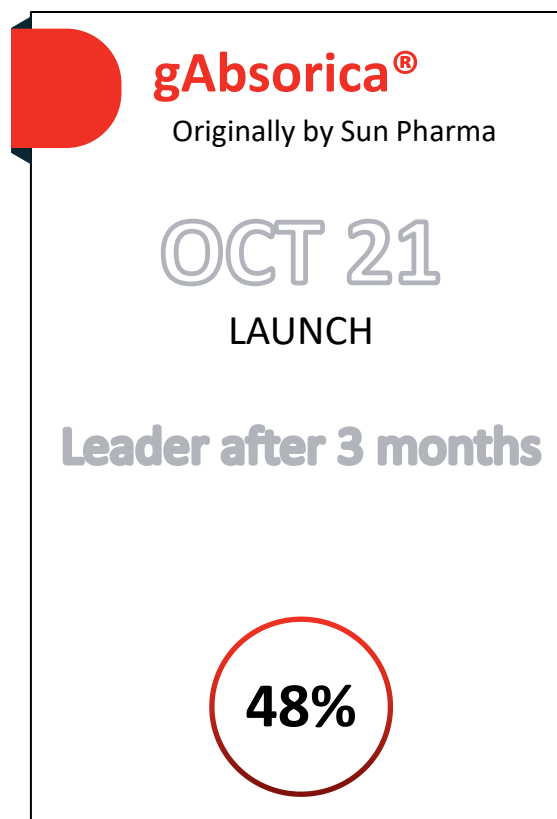 gAbsorica®
Originally by Sun Pharma
OCT 21
LAUNCH
Leader after 3 months
48%